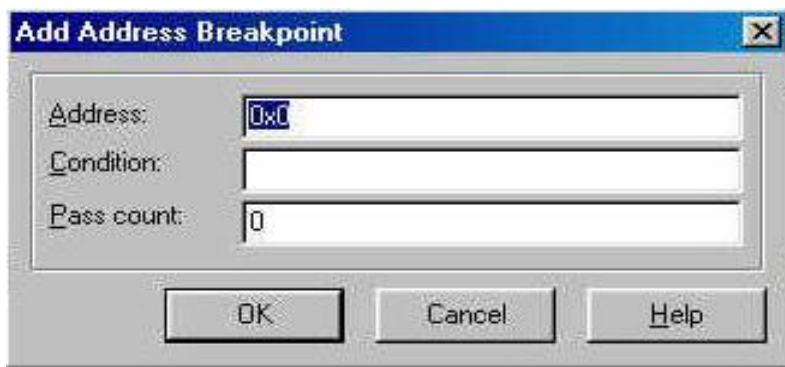 Add Address Breakpoint
Address: 0x0
Condition:
Pass count: 0
OK Cancel Help